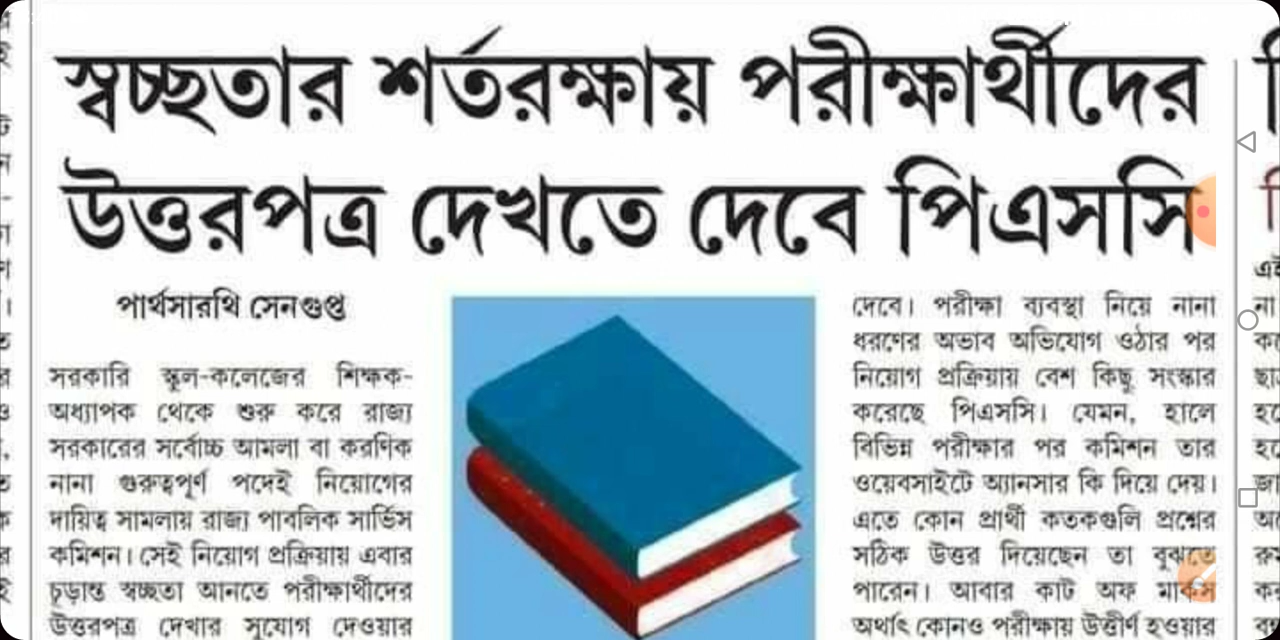 স্বচ্ছতার শর্তরক্ষায় পরীক্ষার্থীদের
উত্তরপত্র দেখতে দেবে পিএসসি
পার্থসারথি সেনগুপ্ত
সরকারি স্কুল-কলেজের শিক্ষক-
অধ্যাপক থেকে শুরু করে রাজ্য
সরকারের সর্বোচ্চ আমলা বা করণিক
নানা গুরুত্বপূর্ণ পদেই নিয়োগের
দায়িত্ব সামলায় রাজ্য পাবলিক সার্ভিস
কমিশন। সেই নিয়োগ প্রক্রিয়ায় এবার
চূড়ান্ত স্বচ্ছতা আনতে পরীক্ষার্থীদের
উত্তরপত্র দেখার সুযোগ দেওয়ার
দেবে। পরীক্ষা ব্যবস্থা নিয়ে নানা
ধরণের অভাব অভিযোগ ওঠার পর
নিয়োগ প্রক্রিয়ায় বেশ কিছু সংস্কার
করেছে পিএসসি। যেমন, হালে
বিভিন্ন পরীক্ষার পর কমিশন তার
ওয়েবসাইটে অ্যানসার কি দিয়ে দেয়।
এতে কোন প্রার্থী কতকগুলি প্রশ্নের
সঠিক উত্তর দিয়েছেন তা বুঝতে
পারেন। আবার কাট অফ মার্কস
অর্থাৎ কোনও পরীক্ষায় উত্তীর্ণ হওয়ার